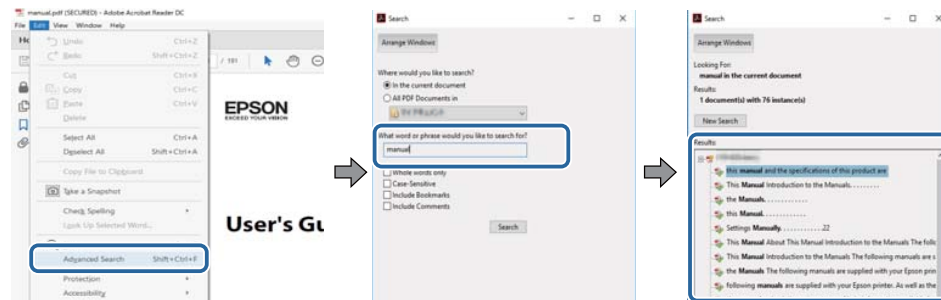 manual.pdf (SECURED) - Adobe Acrobat Reader DC
File Edit View Window Help
Undo Ctrl+Z
Redo Shift+Ctrl+Z
Cut Ctrl+X
Copy Ctrl+C
Paste Ctrl+V
Delete
Select All Ctrl+A
Deselect All Shift+Ctrl+A
Copy File to Clipboard
Take a Snapshot
Check Spelling
Look Up Selected Word...
Advanced Search Shift+Ctrl+F
Protection
Accessibility
/ 191
EPSON
EXCEED YOUR VISION
User's Gu
Search
Arrange Windows
Where would you like to search?
In the current document
All PDF Documents in
What word or phrase would you like to search for?
manual
Whole words only
Case-Sensitive
Include Bookmarks
Include Comments
Search
Search
Arrange Windows
Looking For:
manual in the current document
Results:
1 document(s) with 76 instance(s)
New Search
Results:
this manual and the specifications of this product are
This Manual Introduction to the Manuals. . . . . . . .
the Manuals. . . . . . . . . . . .
this Manual. . . . . . . . . . . .
Settings Manually. . . . . . . . . . . .22
This Manual About This Manual Introduction to the Manuals The follo
This Manual Introduction to the Manuals The following manuals are s
the Manuals The following manuals are supplied with your Epson prin
following manuals are supplied with your Epson printer. As well as the